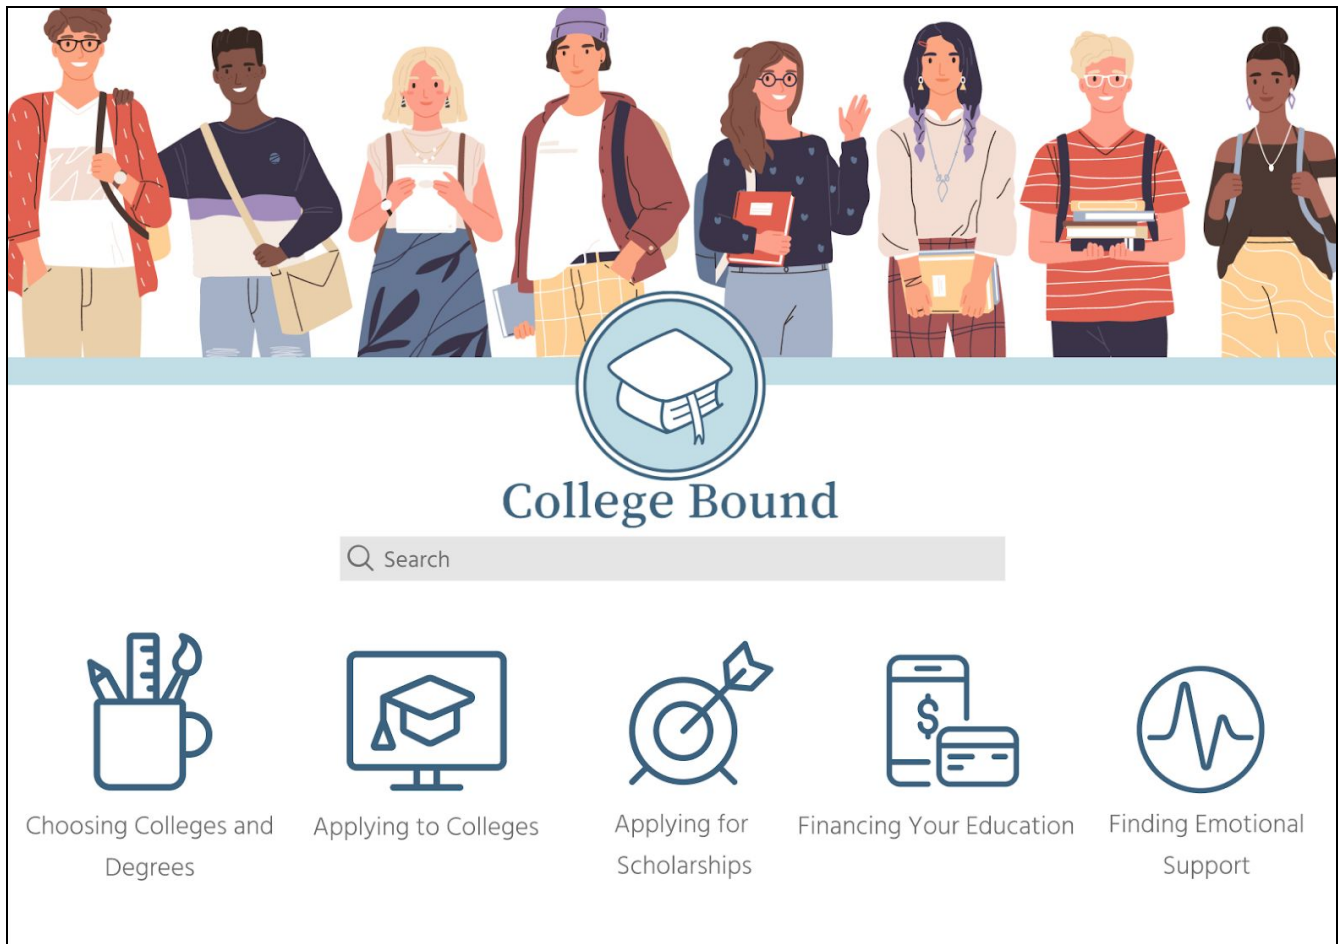 College Bound
Search
Choosing Colleges and
Degrees
Applying to Colleges
Applying for
Scholarships
$
Financing Your Education
Finding Emotional
Support